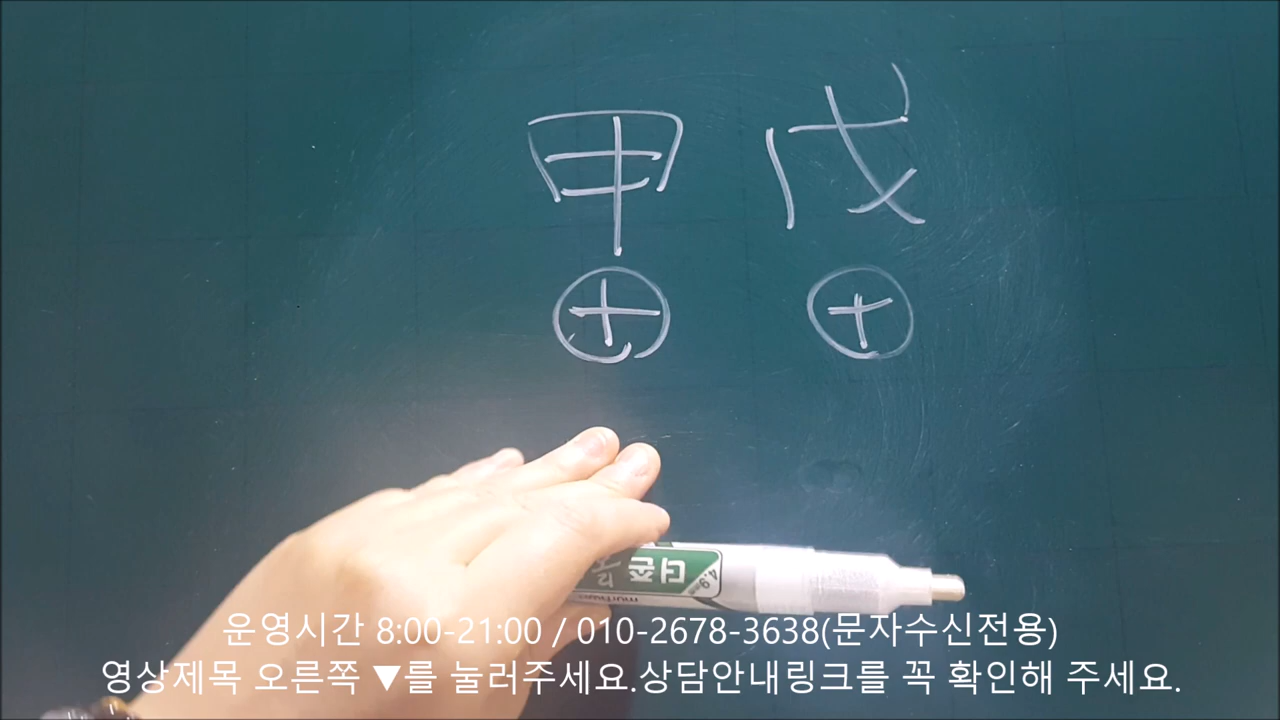 甲 戊
+ +
4.9
운영시간 8:00-21:00 / 010-2678-3638(문자수신전용)
영상제목 오른쪽 ▼를 눌러주세요.상담안내링크를 꼭 확인해 주세요.